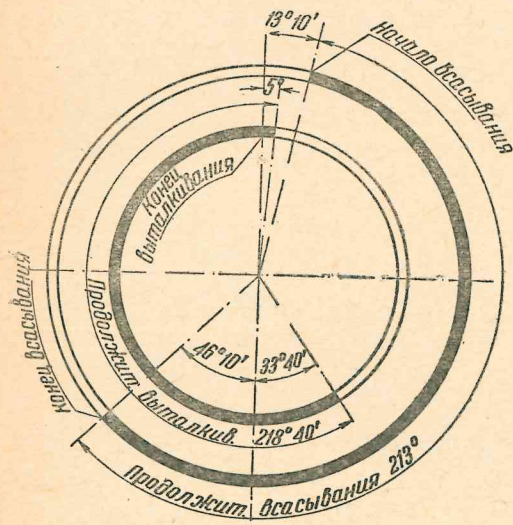 13°10′
Начало всасывания
5°
Конец
выталкивания
Конец всасывания
Продолжит. выталкив. 218°40′
46°10′
33°40′
Продолжит. всасывания 213°